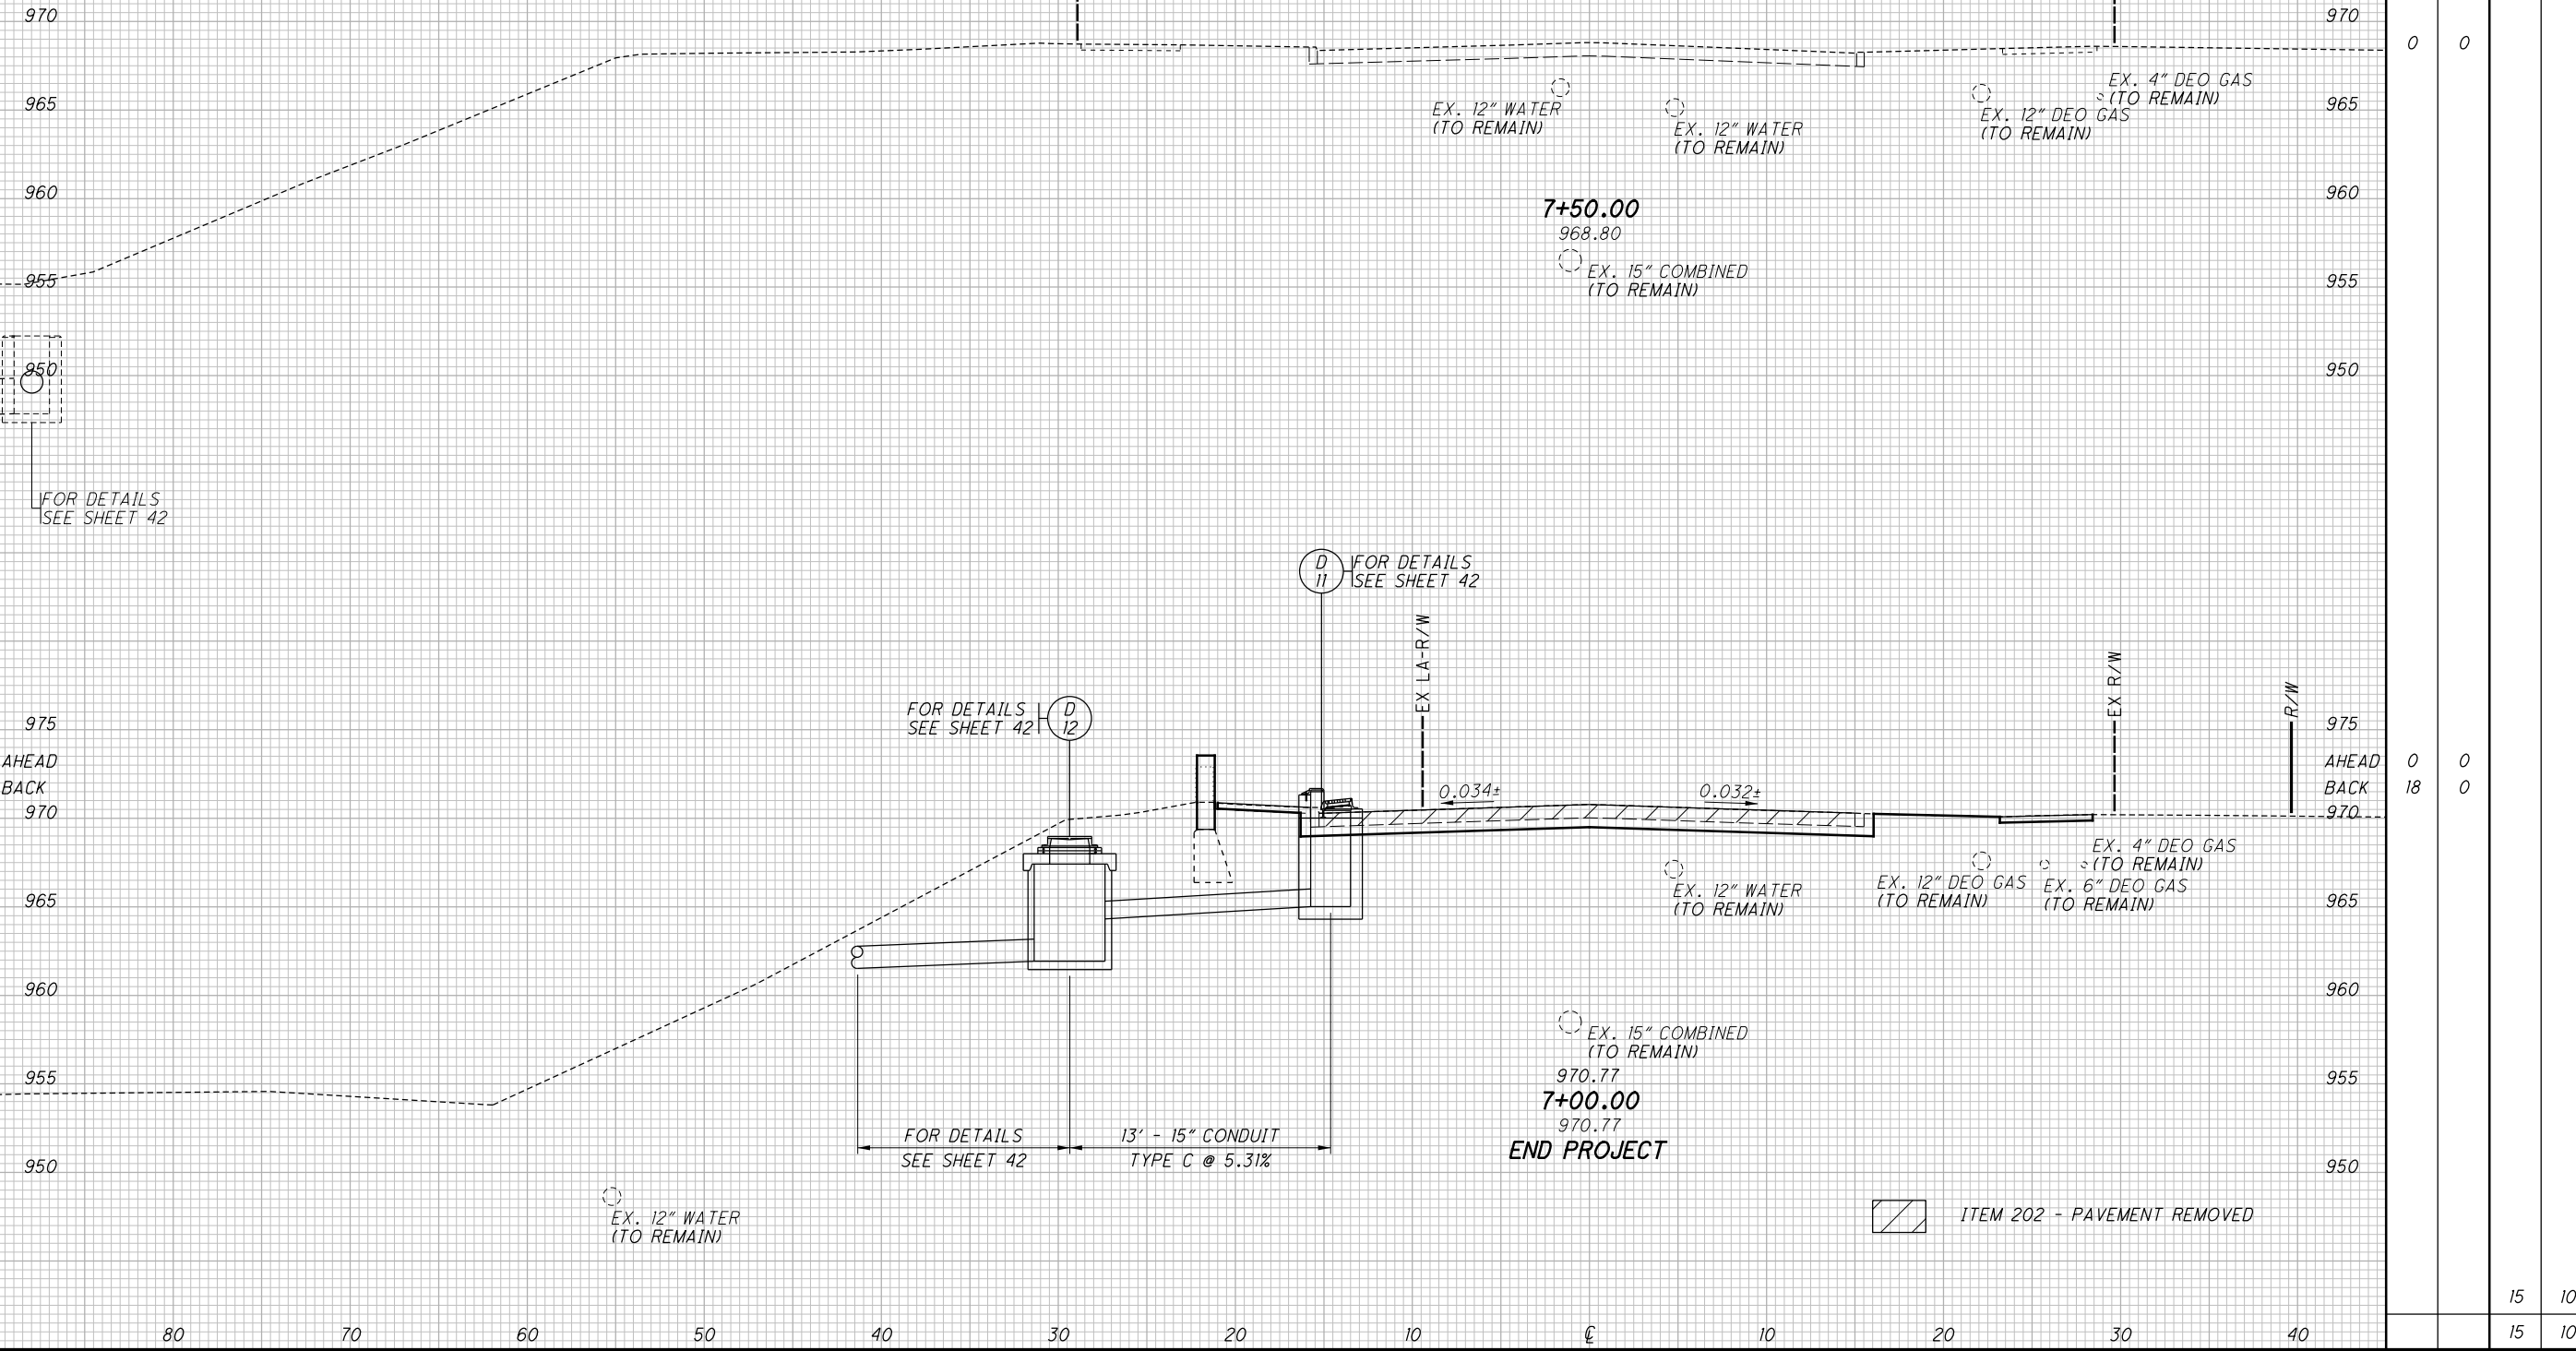 970
970
0 0
EX. 4" DEO GAS
(TO REMAIN)
965
EX. 12" WATER
(TO REMAIN)
965
EX. 12" DEO GAS
(TO REMAIN)
EX. 12" WATER
(TO REMAIN)
960
960
7+50.00
968.80
955
EX. 15" COMBINED
(TO REMAIN)
955
950
950
FOR DETAILS
SEE SHEET 42
D
11
FOR DETAILS
SEE SHEET 42
EX LA-R/W
EX R/W
R/W
FOR DETAILS
SEE SHEET 42
D
12
975
975
AHEAD
AHEAD 0 0
BACK
BACK 18 0
0.034±
0.032±
970
970
EX. 4" DEO GAS
(TO REMAIN)
EX. 12" WATER
(TO REMAIN)
EX. 12" DEO GAS
(TO REMAIN)
EX. 6" DEO GAS
(TO REMAIN)
965
965
960
960
EX. 15" COMBINED
(TO REMAIN)
955
970.77
955
7+00.00
970.77
END PROJECT
FOR DETAILS
SEE SHEET 42
13' - 15" CONDUIT
TYPE C @ 5.31%
950
950
EX. 12" WATER
(TO REMAIN)
ITEM 202 - PAVEMENT REMOVED
15 10
80 70 60 50 40 30 20 10 ℄ 10 20 30 40
15 10